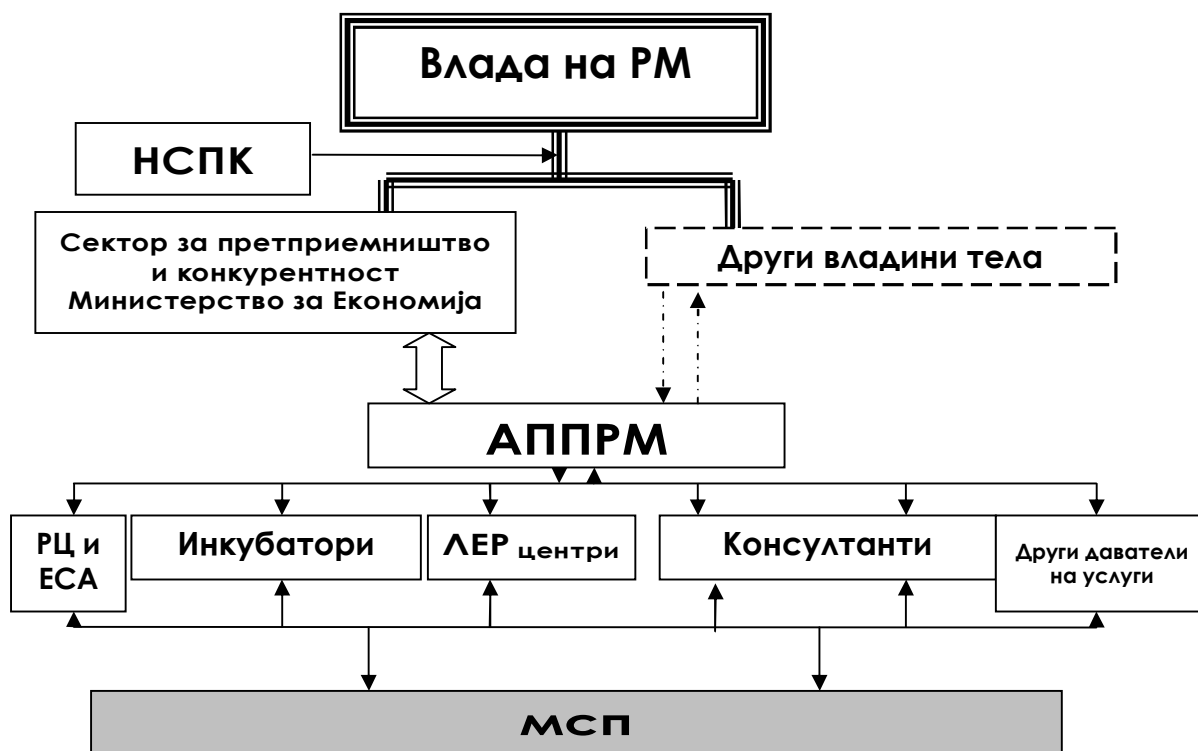 Влада на РМ
НСПК
Сектор за претприемништво
и конкурентност
Министерство за Економија
Други владини тела
АППРМ
РЦ и
ЕСА
Инкубатори
ЛЕР центри
Консултанти
Други даватели
на услуги
МСП